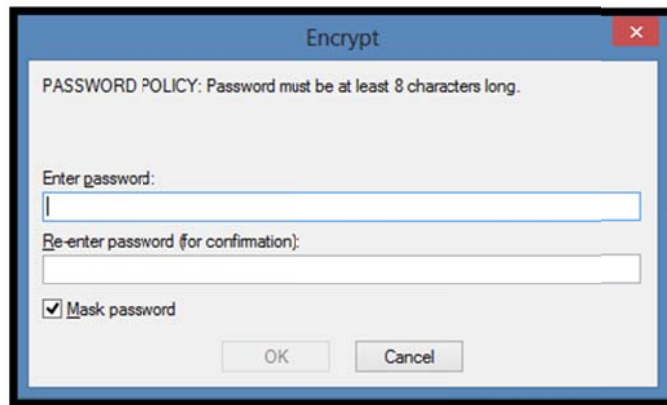 Encrypt
PASSWORD POLICY: Password must be at least 8 characters long.
Enter password:
Re-enter password (for confirmation):
Mask password
OK
Cancel